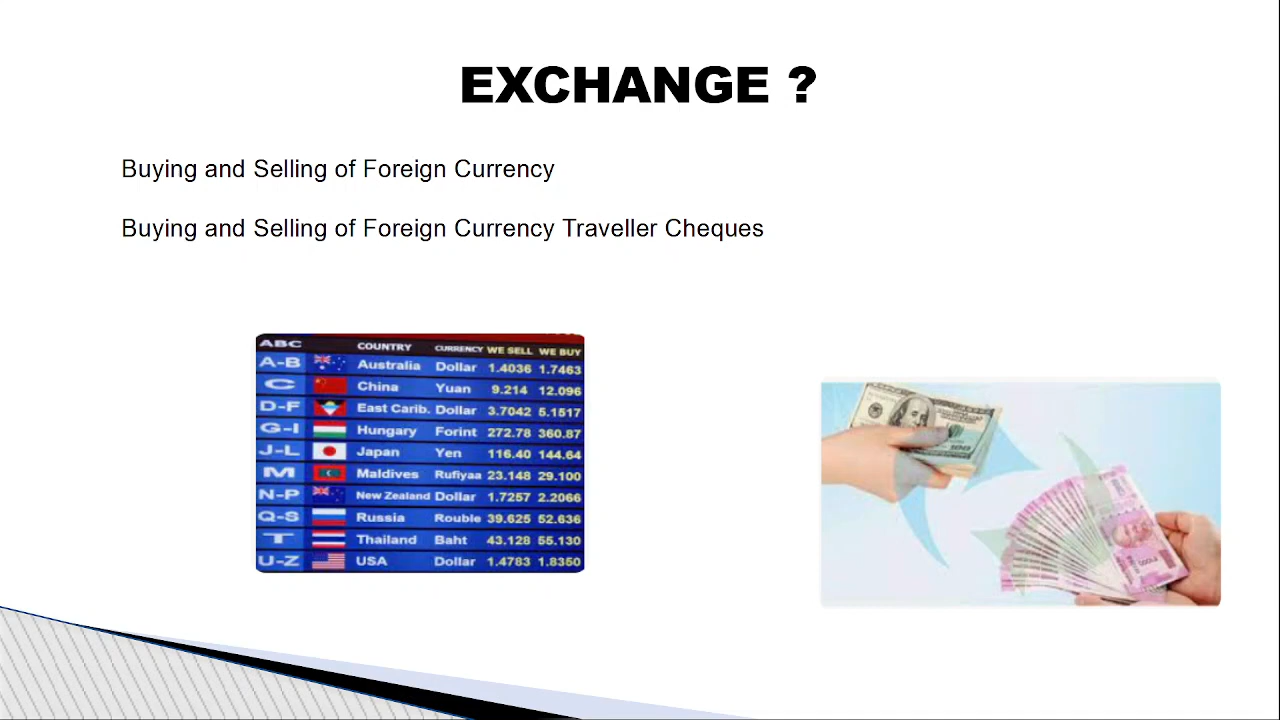 EXCHANGE ?
Buying and Selling of Foreign Currency
Buying and Selling of Foreign Currency Traveller Cheques
ABC COUNTRY CURRENCY WE SELL WE BUY
A-B Australia Dollar 1.4036 1.7463
C China Yuan 9.214 12.096
D-F East Carib. Dollar 3.7042 5.1517
G-I Hungary Forint 272.78 360.87
J-L Japan Yen 116.40 144.64
M Maldives Rufiyaa 23.148 29.100
N-P New Zealand Dollar 1.7257 2.2066
Q-S Russia Rouble 39.625 52.636
T Thailand Baht 43.128 55.130
U-Z USA Dollar 1.4783 1.8350
100